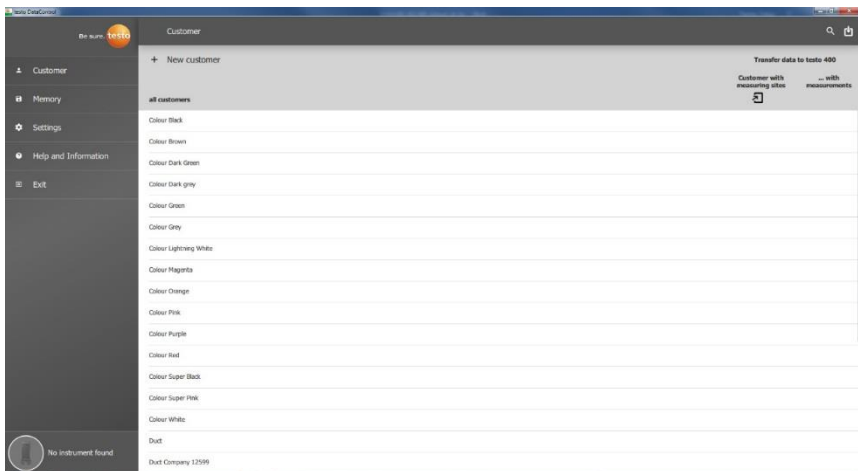 testo DataControl
Be sure. testo
Customer
Customer
Memory
Settings
Help and Information
Exit
No instrument found
+ New customer
Transfer data to testo 400
Customer with
measuring sites
... with
measurements
all customers
Colour Black
Colour Brown
Colour Dark Green
Colour Dark grey
Colour Green
Colour Grey
Colour Lightning White
Colour Magenta
Colour Orange
Colour Pink
Colour Purple
Colour Red
Colour Super Black
Colour Super Pink
Colour White
Duct
Duct Company 12599